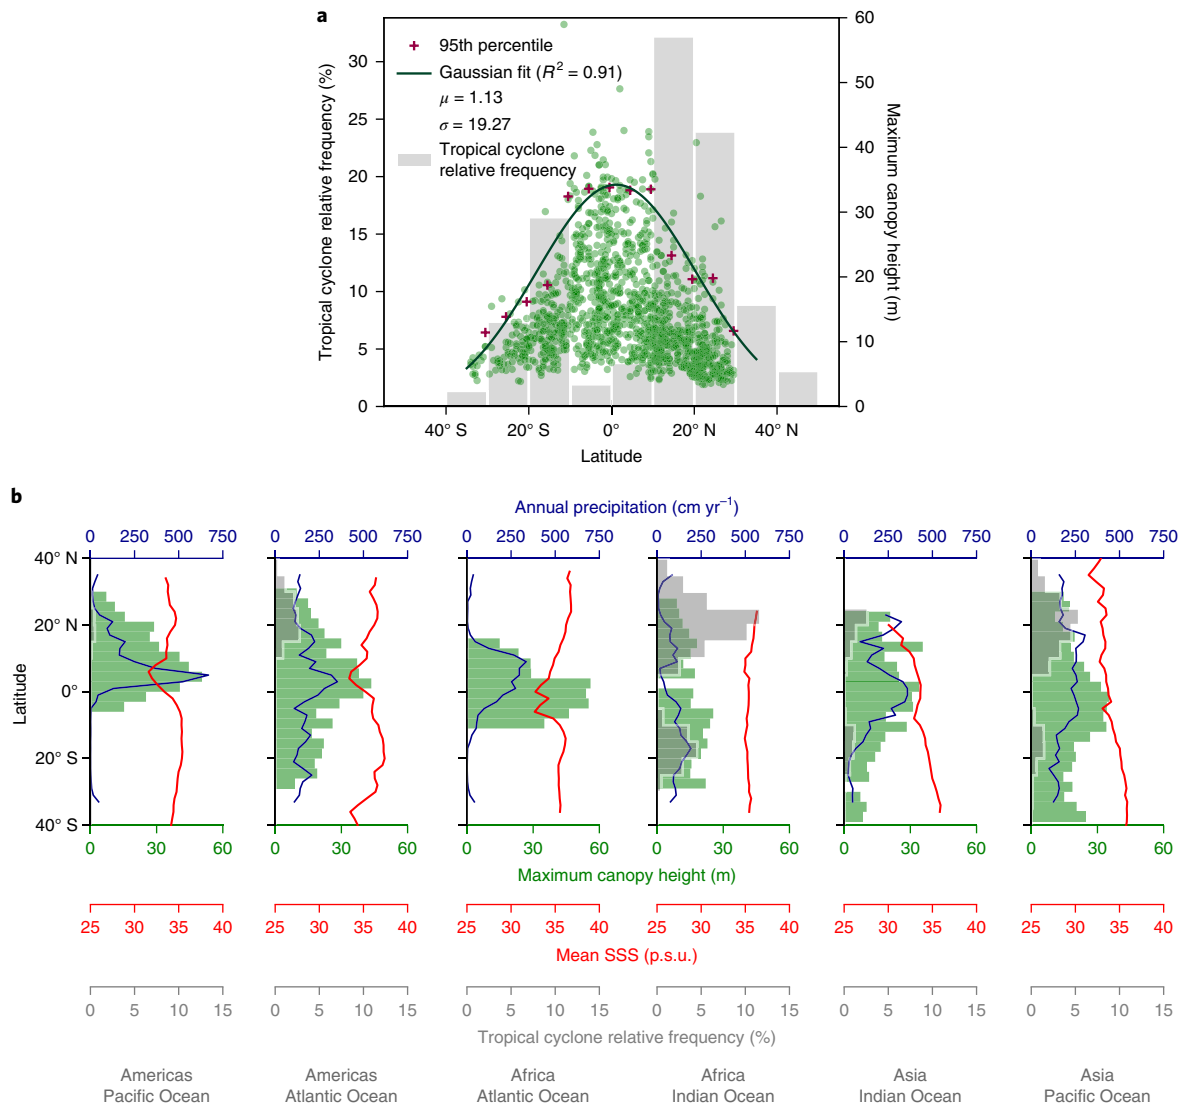 a
95th percentile
Gaussian fit (R² = 0.91)
μ = 1.13
σ = 19.27
Tropical cyclone
relative frequency
Tropical cyclone relative frequency (%)
30
25
20
15
10
5
0
60
50
40
30
20
10
0
Maximum canopy height (m)
40° S 20° S 0° 20° N 40° N
Latitude
b
Annual precipitation (cm yr⁻¹)
0 250 500 750 0 250 500 750 0 250 500 750 0 250 500 750 0 250 500 750 0 250 500 750
40° N
20° N
0°
20° S
40° S
Latitude
0 30 60 0 30 60 0 30 60 0 30 60 0 30 60 0 30 60
Maximum canopy height (m)
25 30 35 40 25 30 35 40 25 30 35 40 25 30 35 40 25 30 35 40 25 30 35 40
Mean SSS (p.s.u.)
0 5 10 15 0 5 10 15 0 5 10 15 0 5 10 15 0 5 10 15 0 5 10 15
Tropical cyclone relative frequency (%)
Americas Americas Africa Africa Asia Asia
Pacific Ocean Atlantic Ocean Atlantic Ocean Indian Ocean Indian Ocean Pacific Ocean